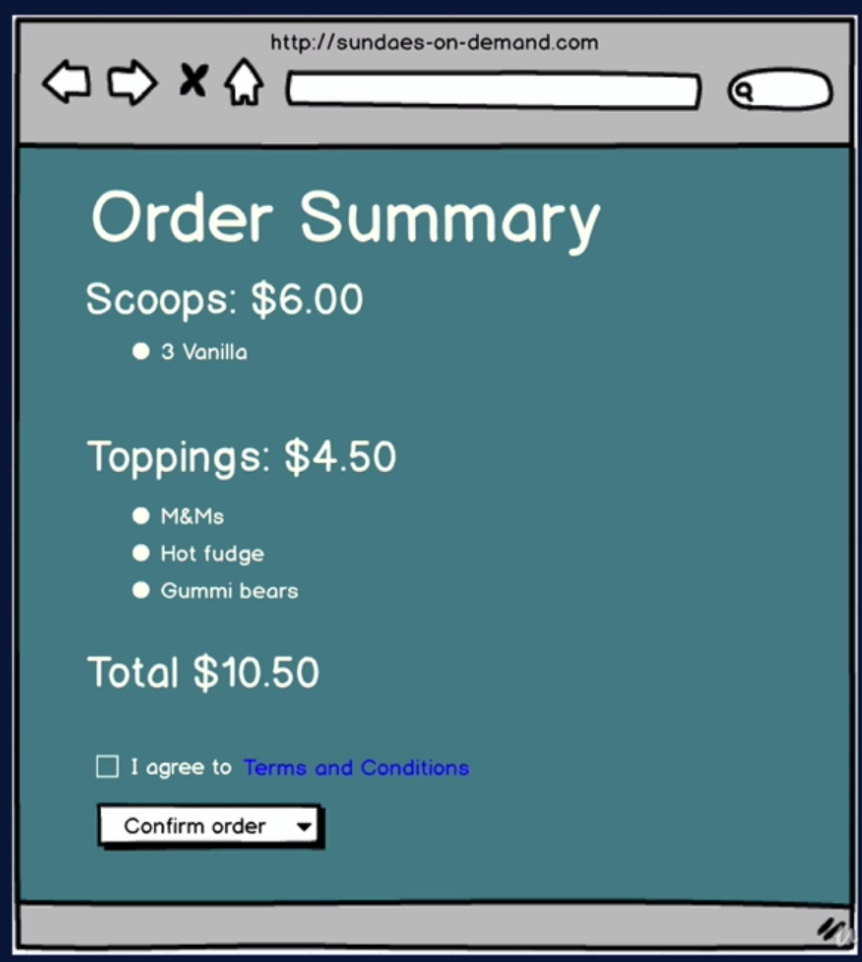 http://sundaes-on-demand.com
Order Summary
Scoops: $6.00
3 Vanilla
Toppings: $4.50
M&Ms
Hot fudge
Gummi bears
Total $10.50
I agree to Terms and Conditions
Confirm order